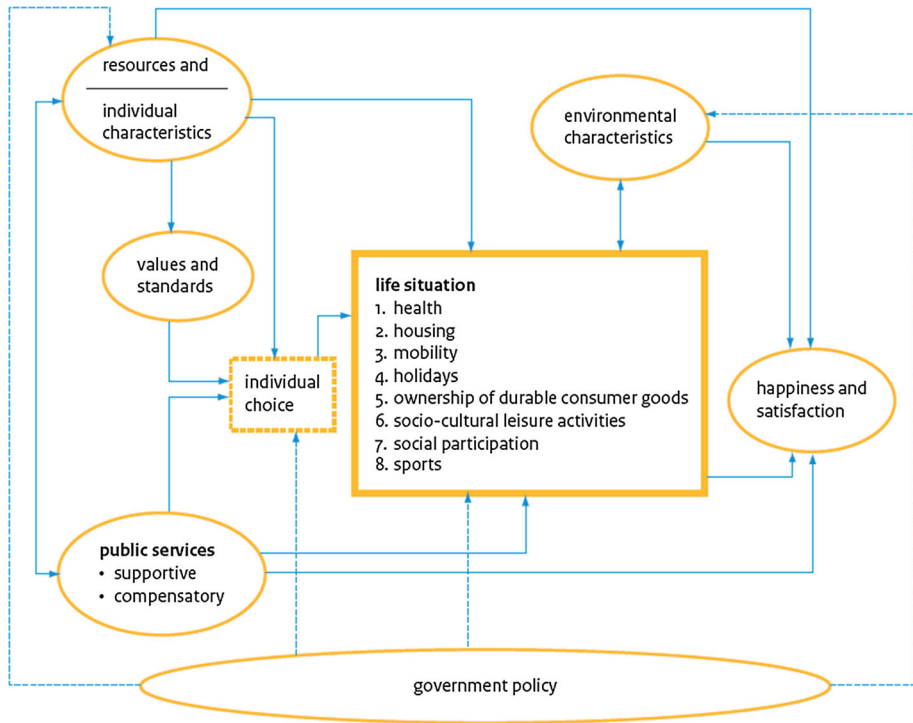 resources and
individual
characteristics
environmental
characteristics
values and
standards
life situation
1. health
2. housing
3. mobility
4. holidays
5. ownership of durable consumer goods
6. socio-cultural leisure activities
7. social participation
8. sports
individual
choice
happiness and
satisfaction
public services
• supportive
• compensatory
government policy